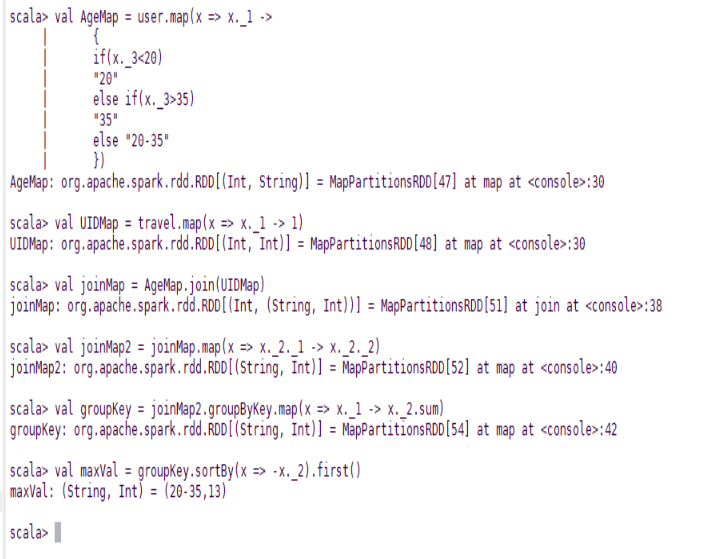 scala> val AgeMap = user.map(x => x._1 ->
| {
| if(x._3<20)
| "20"
| else if(x._3>35)
| "35"
| else "20-35"
| })
AgeMap: org.apache.spark.rdd.RDD[(Int, String)] = MapPartitionsRDD[47] at map at <console>:30
scala> val UIDMap = travel.map(x => x._1 -> 1)
UIDMap: org.apache.spark.rdd.RDD[(Int, Int)] = MapPartitionsRDD[48] at map at <console>:30
scala> val joinMap = AgeMap.join(UIDMap)
joinMap: org.apache.spark.rdd.RDD[(Int, (String, Int))] = MapPartitionsRDD[51] at join at <console>:38
scala> val joinMap2 = joinMap.map(x => x._2._1 -> x._2._2)
joinMap2: org.apache.spark.rdd.RDD[(String, Int)] = MapPartitionsRDD[52] at map at <console>:40
scala> val groupKey = joinMap2.groupByKey.map(x => x._1 -> x._2.sum)
groupKey: org.apache.spark.rdd.RDD[(String, Int)] = MapPartitionsRDD[54] at map at <console>:42
scala> val maxVal = groupKey.sortBy(x => -x._2).first()
maxVal: (String, Int) = (20-35,13)
scala>